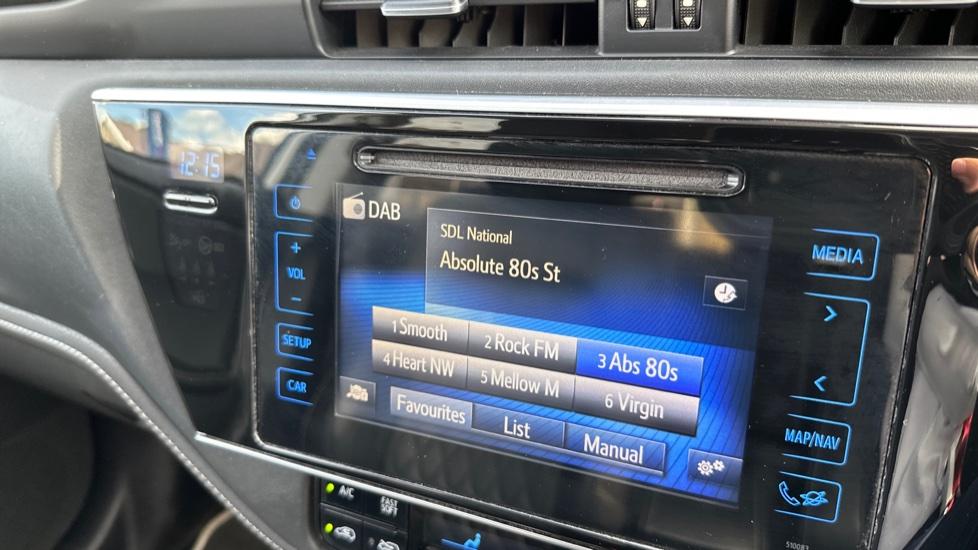 12:15
DAB
SDL National
Absolute 80s St
VOL
SETUP
CAR
1 Smooth
2 Rock FM
3 Abs 80s
4 Heart NW
5 Mellow M
6 Virgin
Favourites
List
Manual
MEDIA
MAP/NAV
A/C
FAST
SOFT
510083